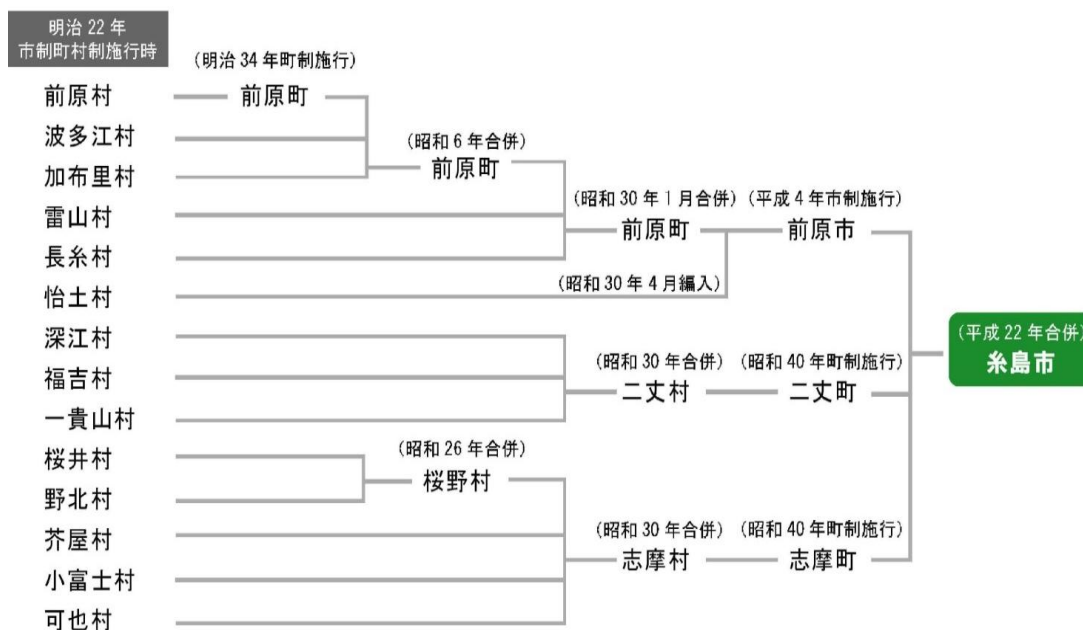 明治 22 年
市制町村制施行時
（明治 34 年町制施行）
前原村
前原町
波多江村
（昭和 6 年合併）
加布里村
前原町
雷山村
（昭和 30 年 1 月合併）
（平成 4 年市制施行）
前原町
前原市
長糸村
（昭和 30 年 4 月編入）
怡土村
深江村
（平成 22 年合併）
糸島市
福吉村
（昭和 30 年合併）
（昭和 40 年町制施行）
二丈村
二丈町
一貴山村
桜井村
（昭和 26 年合併）
桜野村
野北村
芥屋村
（昭和 30 年合併）
（昭和 40 年町制施行）
志摩村
志摩町
小富士村
可也村